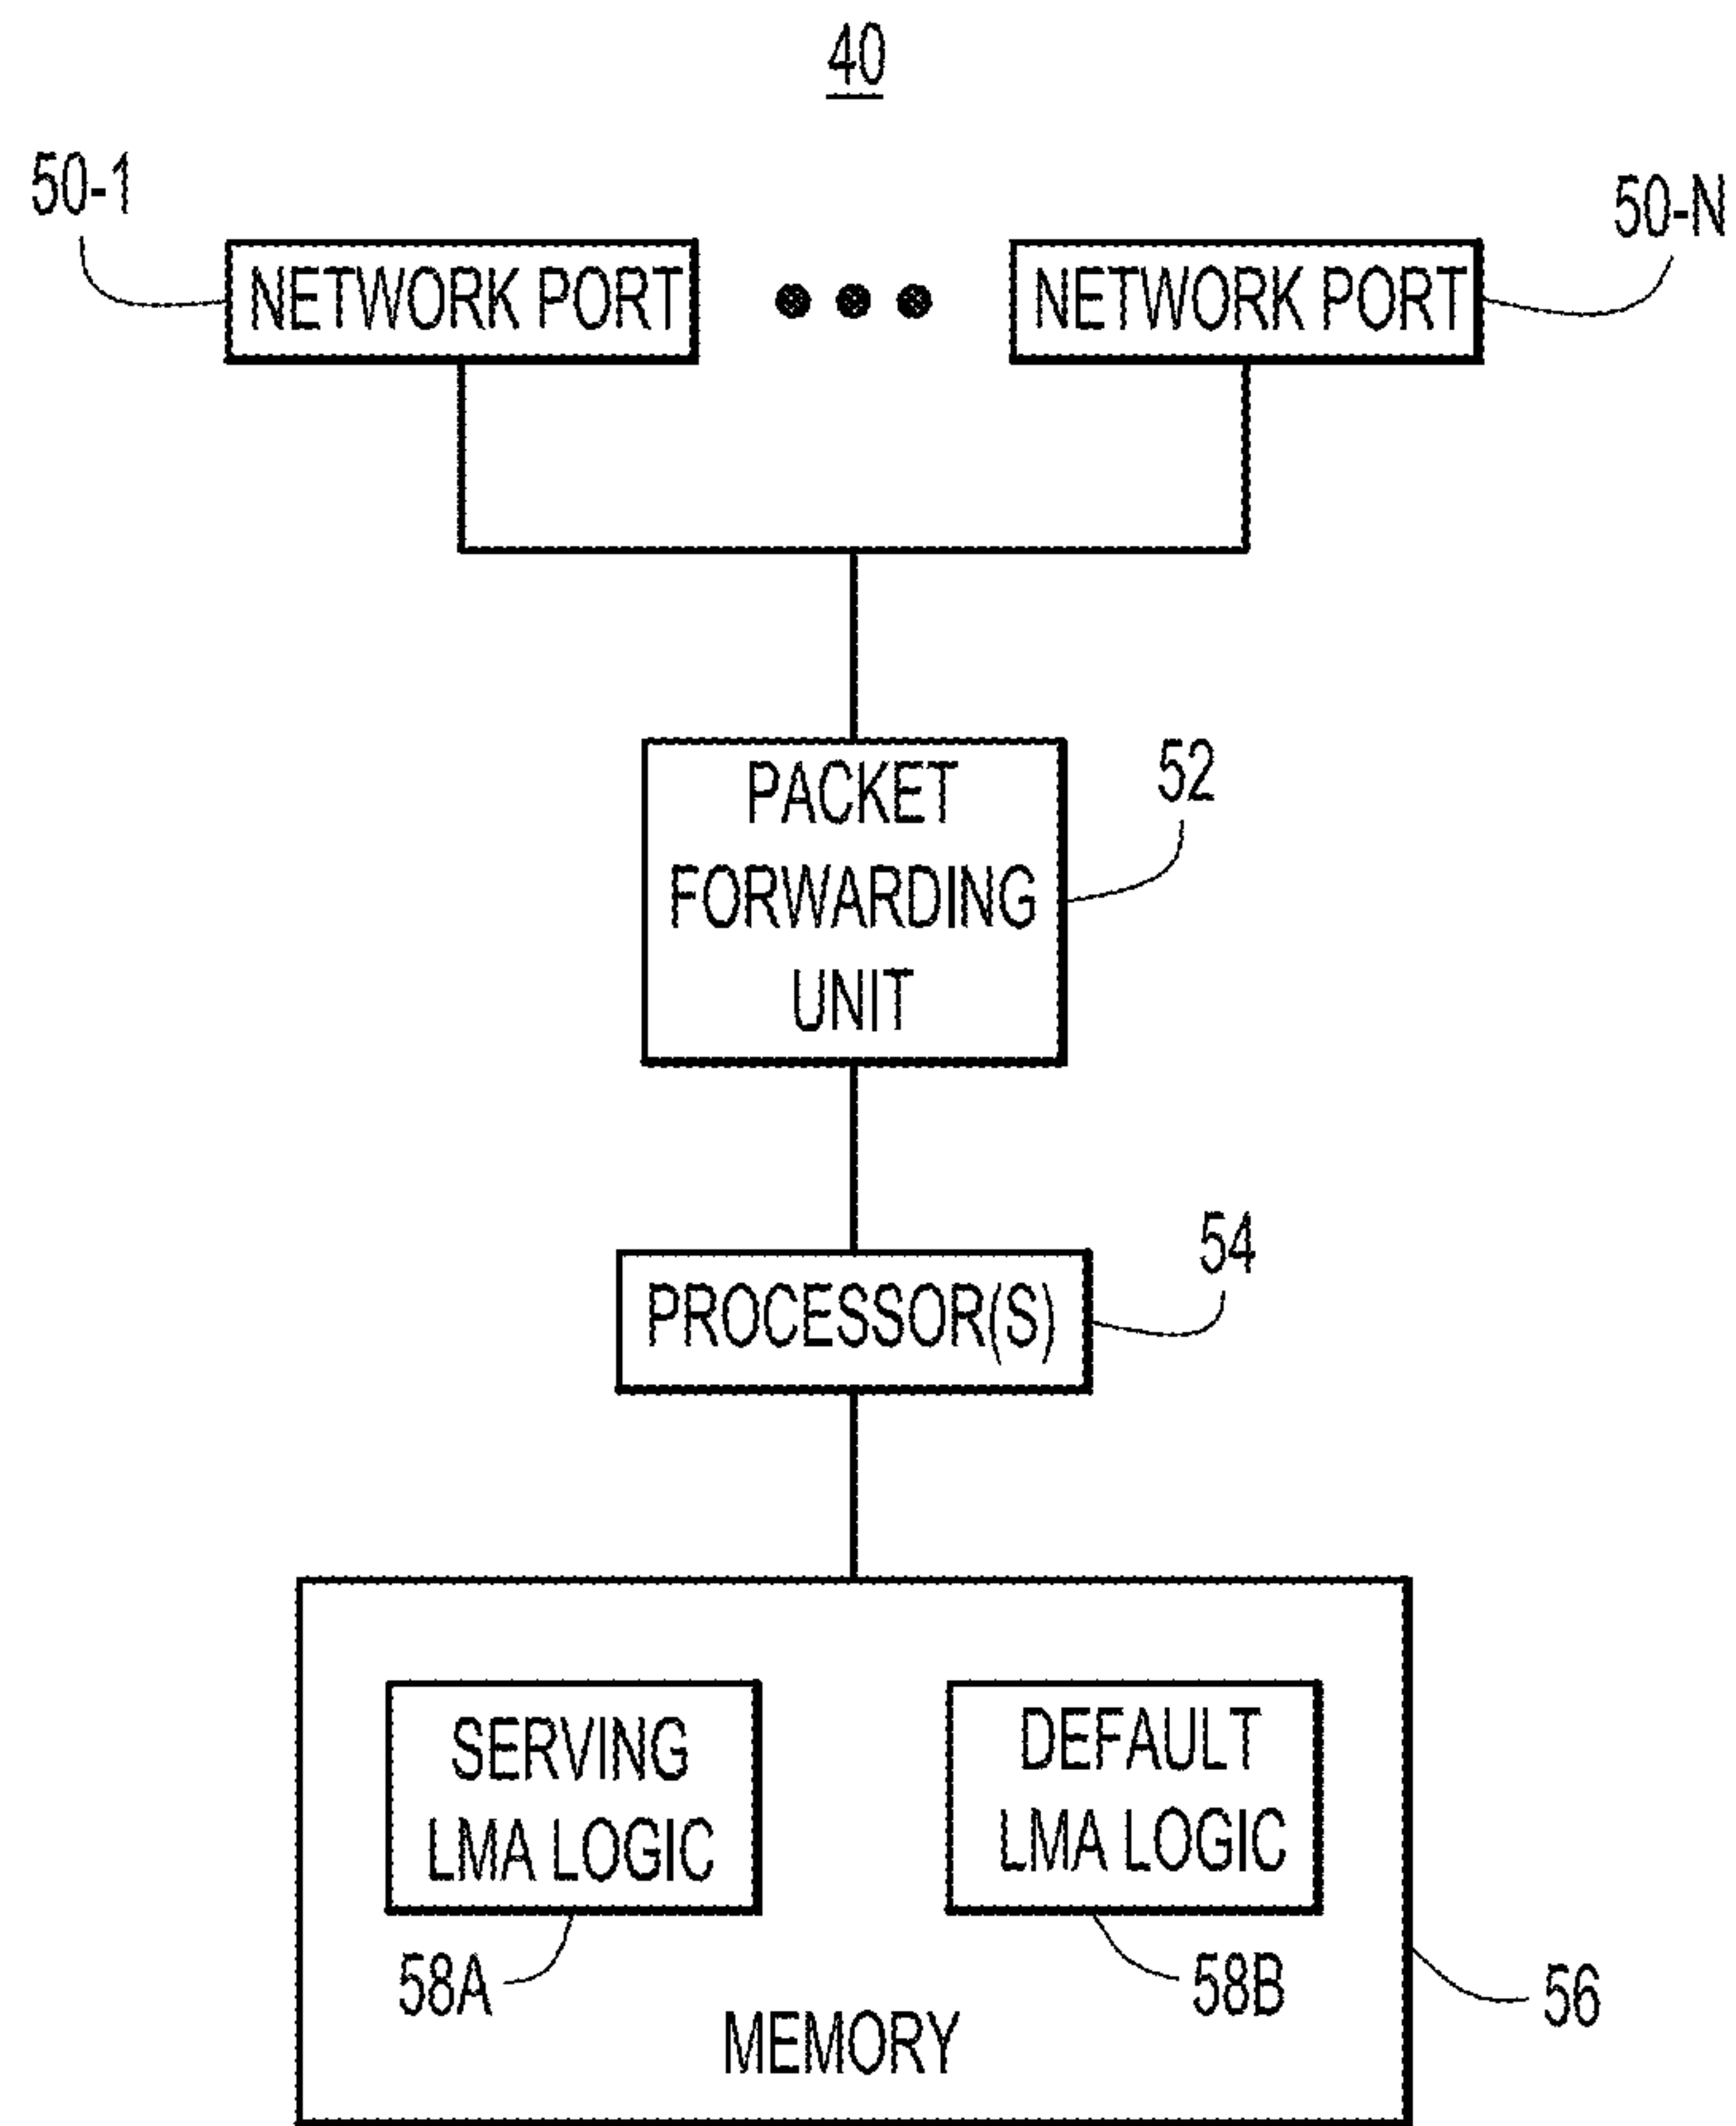 40
50-1
50-N
NETWORK PORT
NETWORK PORT
PACKET
FORWARDING
UNIT
52
54
PROCESSOR(S)
SERVING
LMA LOGIC
DEFAULT
LMA LOGIC
58A
58B
56
MEMORY